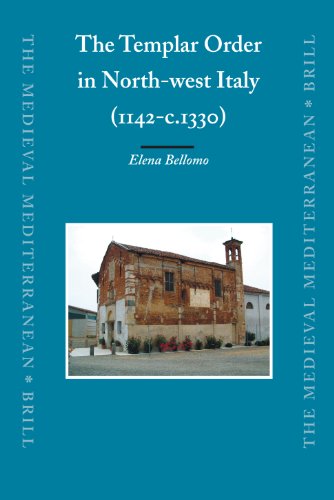 The Templar Order
in North-west Italy
(1142-c.1330)
Elena Bellomo
THE MEDIEVAL MEDITERRANEAN * BRILL
THE MEDIEVAL MEDITERRANEAN * BRILL